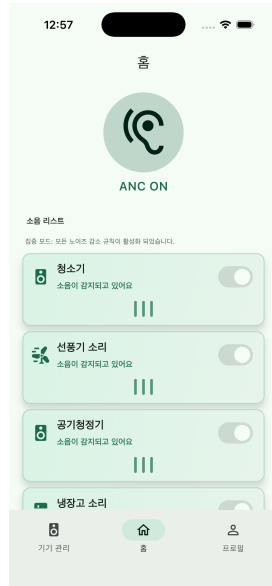 12:57
홈
ANC ON
소음 리스트
집중 모드: 모든 노이즈 감소 규칙이 활성화 되었습니다.
청소기
소음이 감지되고 있어요
선풍기 소리
소음이 감지되고 있어요
공기청정기
소음이 감지되고 있어요
냉장고 소리
기기 관리
홈
프로필